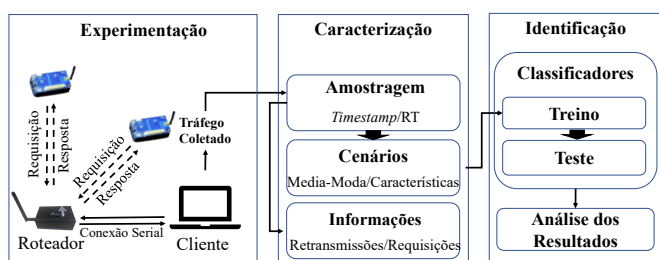 Experimentação
Requisição
Resposta
Requisição
Resposta
Tráfego
Coletado
Roteador
Conexão Serial
Cliente
Caracterização
Amostragem
Timestamp/RT
Cenários
Media-Moda/Características
Informações
Retransmissões/Requisições
Identificação
Classificadores
Treino
Teste
Análise dos
Resultados